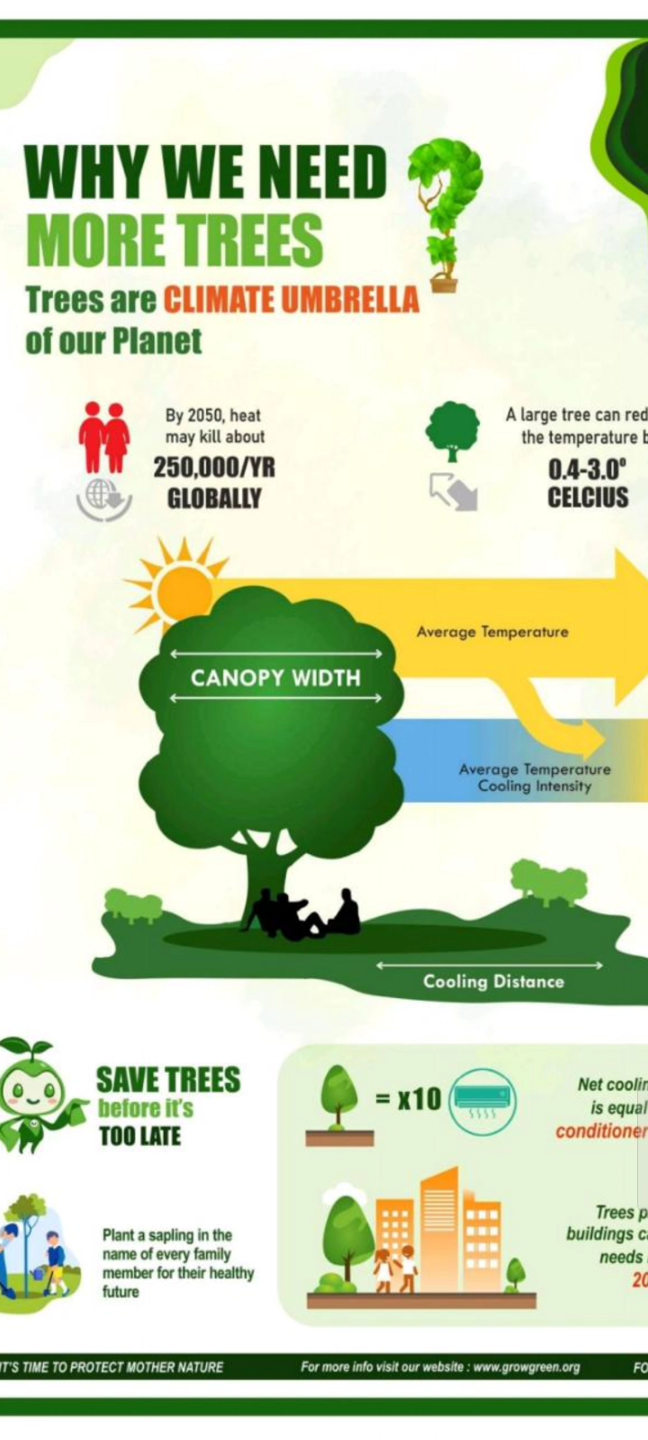 WHY WE NEED
MORE TREES
Trees are CLIMATE UMBRELLA
of our Planet
By 2050, heat
may kill about
250,000/YR
GLOBALLY
A large tree can red
the temperature b
0.4-3.0°
CELCIUS
Average Temperature
CANOPY WIDTH
Average Temperature
Cooling Intensity
Cooling Distance
SAVE TREES
before it's
TOO LATE
= x10
Net coolin
is equal
conditioner
Plant a sapling in the
name of every family
member for their healthy
future
Trees p
buildings ca
needs
20
IT'S TIME TO PROTECT MOTHER NATURE
For more info visit our website : www.growgreen.org
FO